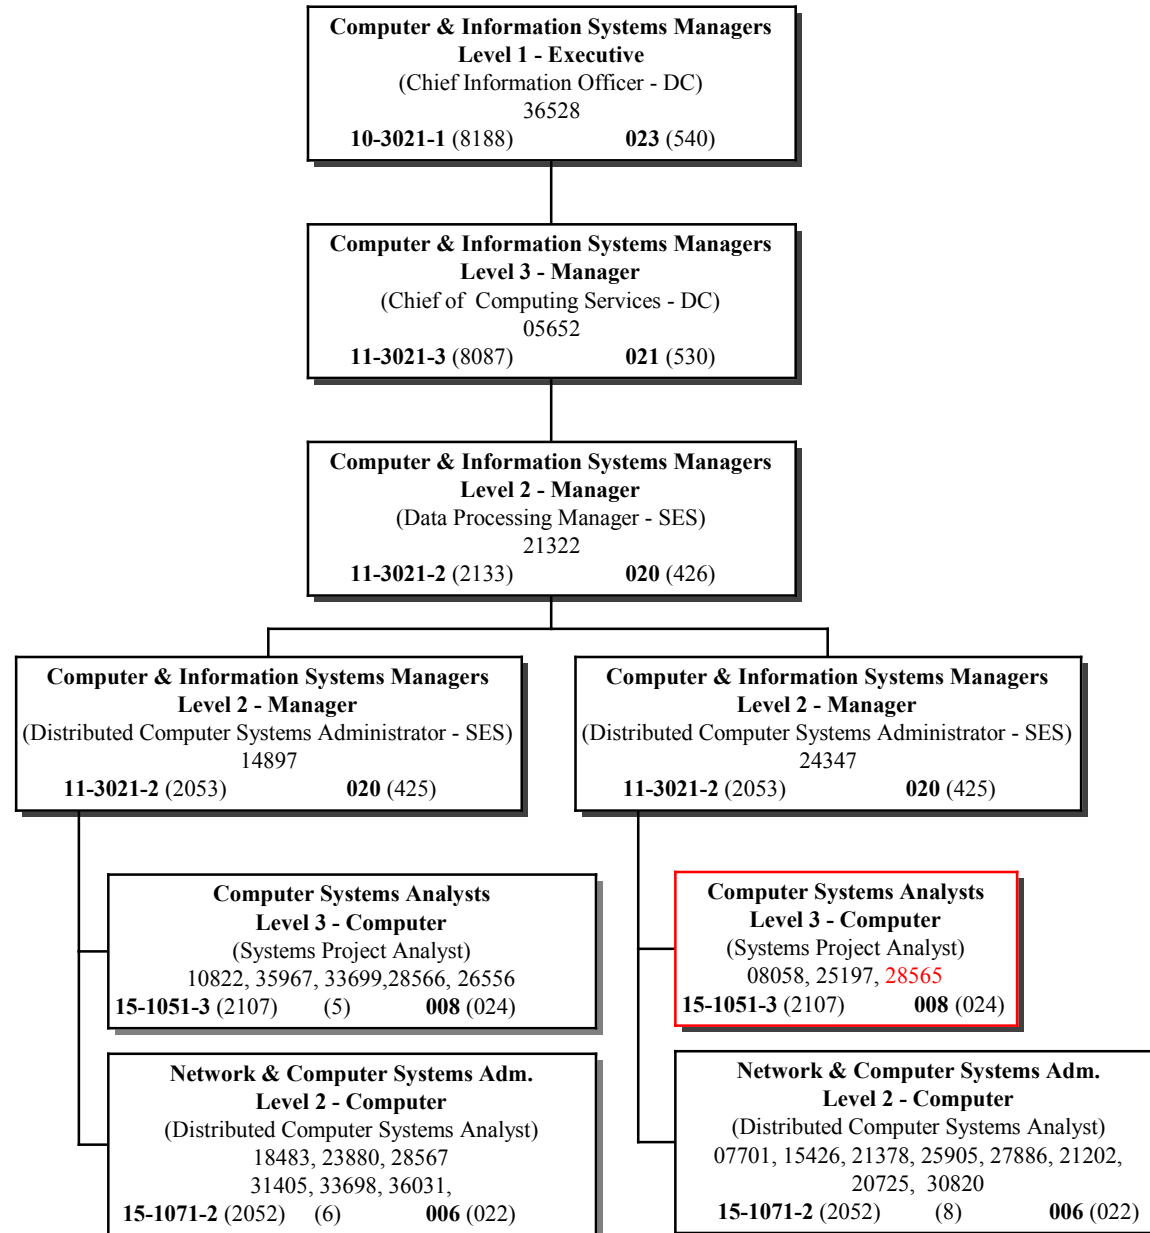 Computer & Information Systems Managers
Level 1 - Executive
(Chief Information Officer - DC)
36528
10-3021-1 (8188) 023 (540)
Computer & Information Systems Managers
Level 3 - Manager
(Chief of Computing Services - DC)
05652
11-3021-3 (8087) 021 (530)
Computer & Information Systems Managers
Level 2 - Manager
(Data Processing Manager - SES)
21322
11-3021-2 (2133) 020 (426)
Computer & Information Systems Managers
Level 2 - Manager
(Distributed Computer Systems Administrator - SES)
14897
11-3021-2 (2053) 020 (425)
Computer & Information Systems Managers
Level 2 - Manager
(Distributed Computer Systems Administrator - SES)
24347
11-3021-2 (2053) 020 (425)
Computer Systems Analysts
Level 3 - Computer
(Systems Project Analyst)
10822, 35967, 33699,28566, 26556
15-1051-3 (2107) (5) 008 (024)
Computer Systems Analysts
Level 3 - Computer
(Systems Project Analyst)
08058, 25197, 28565
15-1051-3 (2107) 008 (024)
Network & Computer Systems Adm.
Level 2 - Computer
(Distributed Computer Systems Analyst)
18483, 23880, 28567
31405, 33698, 36031,
15-1071-2 (2052) (6) 006 (022)
Network & Computer Systems Adm.
Level 2 - Computer
(Distributed Computer Systems Analyst)
07701, 15426, 21378, 25905, 27886, 21202,
20725, 30820
15-1071-2 (2052) (8) 006 (022)